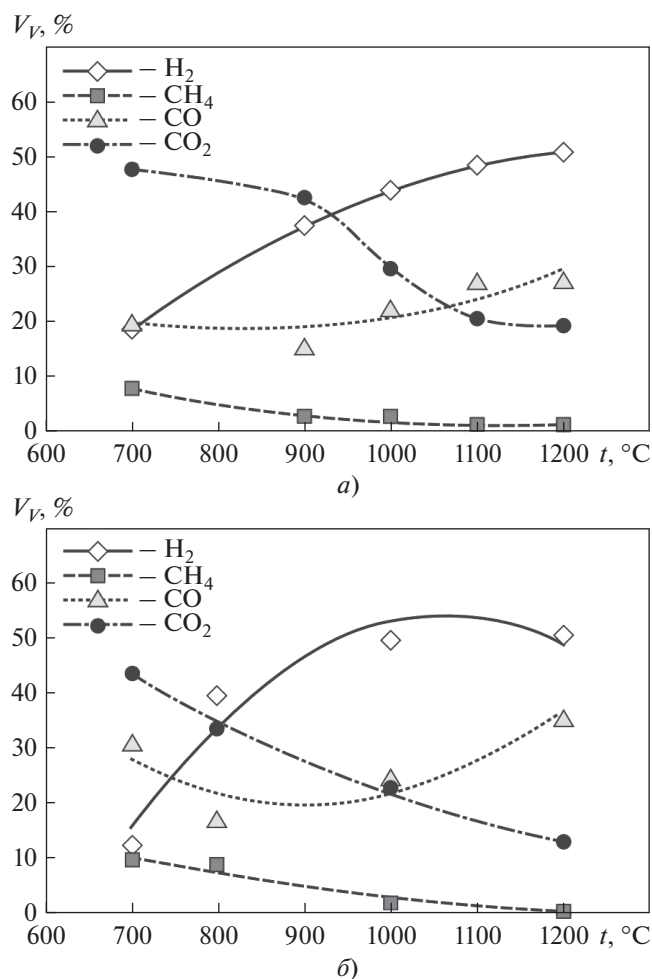 V_V, %
60
50
40
30
20
10
0
– H₂
– CH₄
– CO
– CO₂
600 700 800 900 1000 1100 1200 t, °C
а)
V_V, %
60
50
40
30
20
10
0
– H₂
– CH₄
– CO
– CO₂
600 700 800 900 1000 1100 1200 t, °C
б)